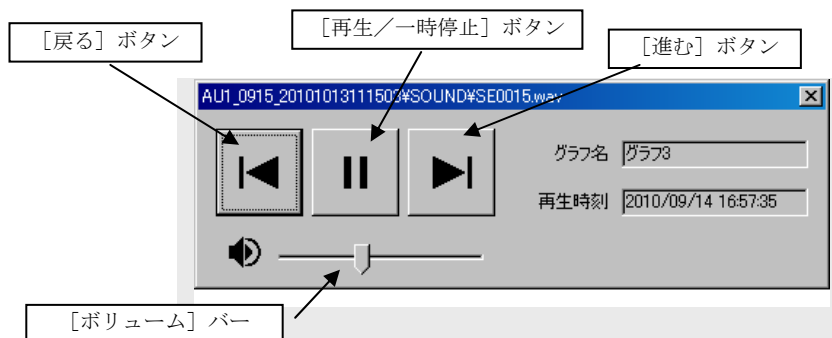 ［戻る］ボタン
［再生／一時停止］ボタン
［進む］ボタン
AU1_0915_20101013111503¥SOUND¥SE0015.wav
グラフ名 グラフ3
再生時刻 2010/09/14 16:57:35
［ボリューム］バー